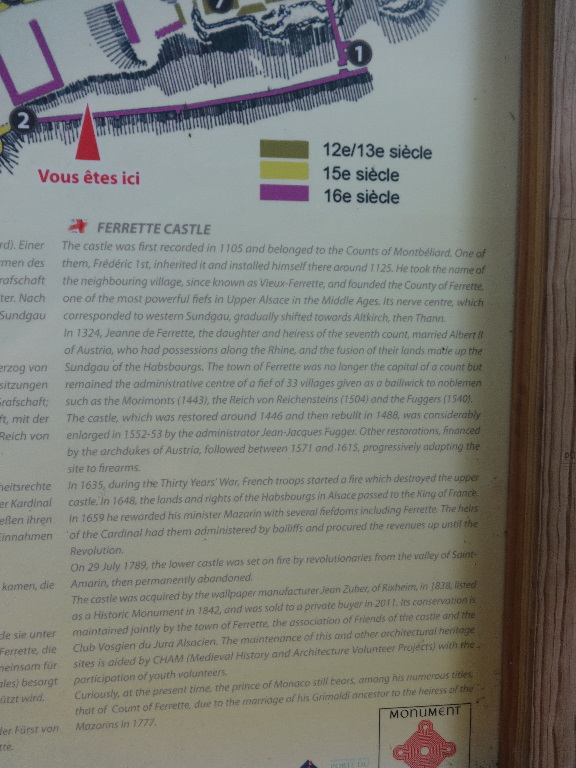 7
1
2
Vous êtes ici
12e/13e siècle
15e siècle
16e siècle
rd). Einer
rmen des
rafschaft
ter. Nach
Sundgau
erzog von
sitzungen
Grafschaft;
ft, mit der
Reich von
heitsrechte
er Kardinal
eßen ihren
Einnahmen
kamen, die
de sie unter
Ferrette, die
meinsam für
ales) besorgt
ützt wird.
der Fürst von
tte.
FERRETTE CASTLE
The castle was first recorded in 1105 and belonged to the Counts of Montbéliard. One of
them, Frédéric 1st, inherited it and installed himself there around 1125. He took the name of
the neighbouring village, since known as Vieux-Ferrette, and founded the County of Ferrette,
one of the most powerful fiefs in Upper Alsace in the Middle Ages. Its nerve centre, which
corresponded to western Sundgau, gradually shifted towards Altkirch, then Thann.
In 1324, Jeanne de Ferrette, the daughter and heiress of the seventh count, married Albert II
of Austria, who had possessions along the Rhine, and the fusion of their lands made up the
Sundgau of the Habsbourgs. The town of Ferrette was no longer the capital of a count but
remained the administrative centre of a fief of 33 villages given as a bailiwick to noblemen
such as the Morimonts (1443), the Reich von Reichensteins (1504) and the Fuggers (1540).
The castle, which was restored around 1446 and then rebuilt in 1488, was considerably
enlarged in 1552-53 by the administrator Jean-Jacques Fugger. Other restorations, financed
by the archdukes of Austria, followed between 1571 and 1615, progressively adapting the
site to firearms.
In 1635, during the Thirty Years' War, French troops started a fire which destroyed the upper
castle. In 1648, the lands and rights of the Habsbourgs in Alsace passed to the King of France.
In 1659 he rewarded his minister Mazarin with several fiefdoms including Ferrette. The heirs
of the Cardinal had them administered by bailiffs and procured the revenues up until the
Revolution.
On 29 July 1789, the lower castle was set on fire by revolutionaries from the valley of Saint-
Amarin, then permanently abandoned.
The castle was acquired by the wallpaper manufacturer Jean Zuber, of Rixheim, in 1838, listed
as a Historic Monument in 1842, and was sold to a private buyer in 2011. Its conservation is
maintained jointly by the town of Ferrette, the association of Friends of the castle and the
Club Vosgien du Jura Alsacien. The maintenance of this and other architectural heritage
sites is aided by CHAM (Medieval History and Architecture Volunteer Projects) with the
participation of youth volunteers.
Curiously, at the present time, the prince of Monaco still bears, among his numerous titles,
that of Count of Ferrette, due to the marriage of his Grimaldi ancestor to the heiress of the
Mazarins in 1777.
MONUMENT